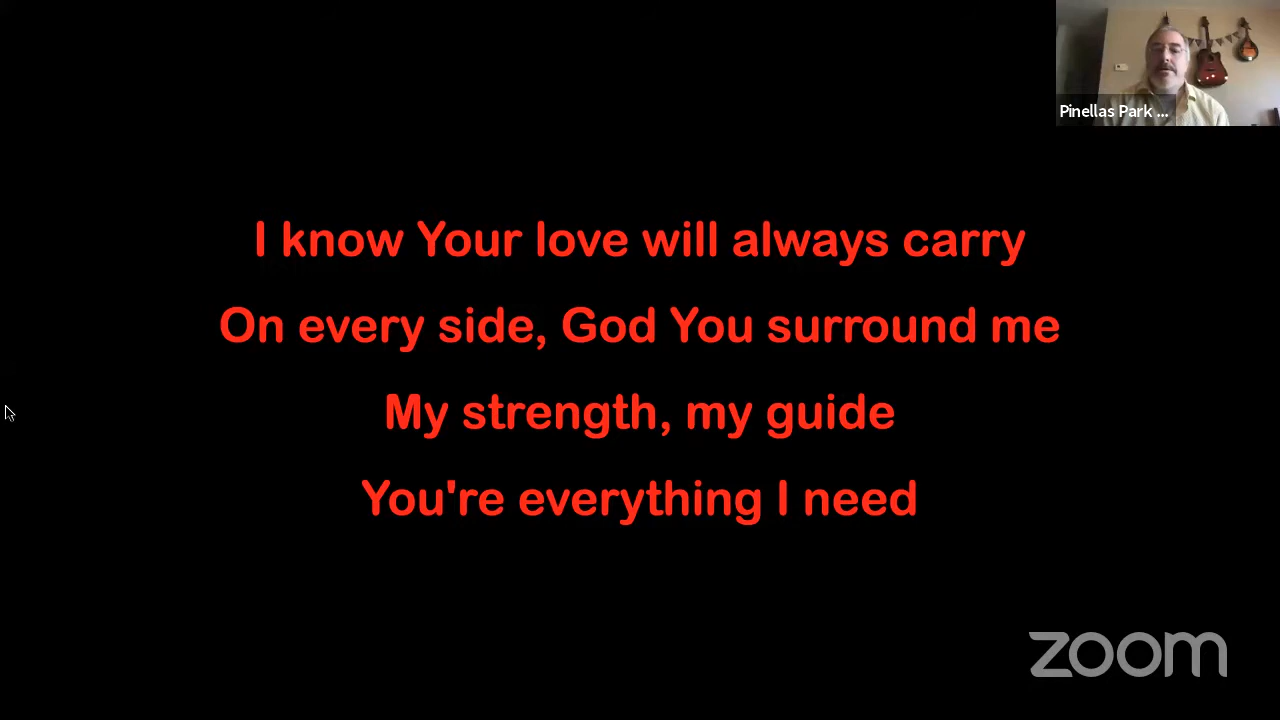 Pinellas Park ...
I know Your love will always carry
On every side, God You surround me
My strength, my guide
You're everything I need
zoom